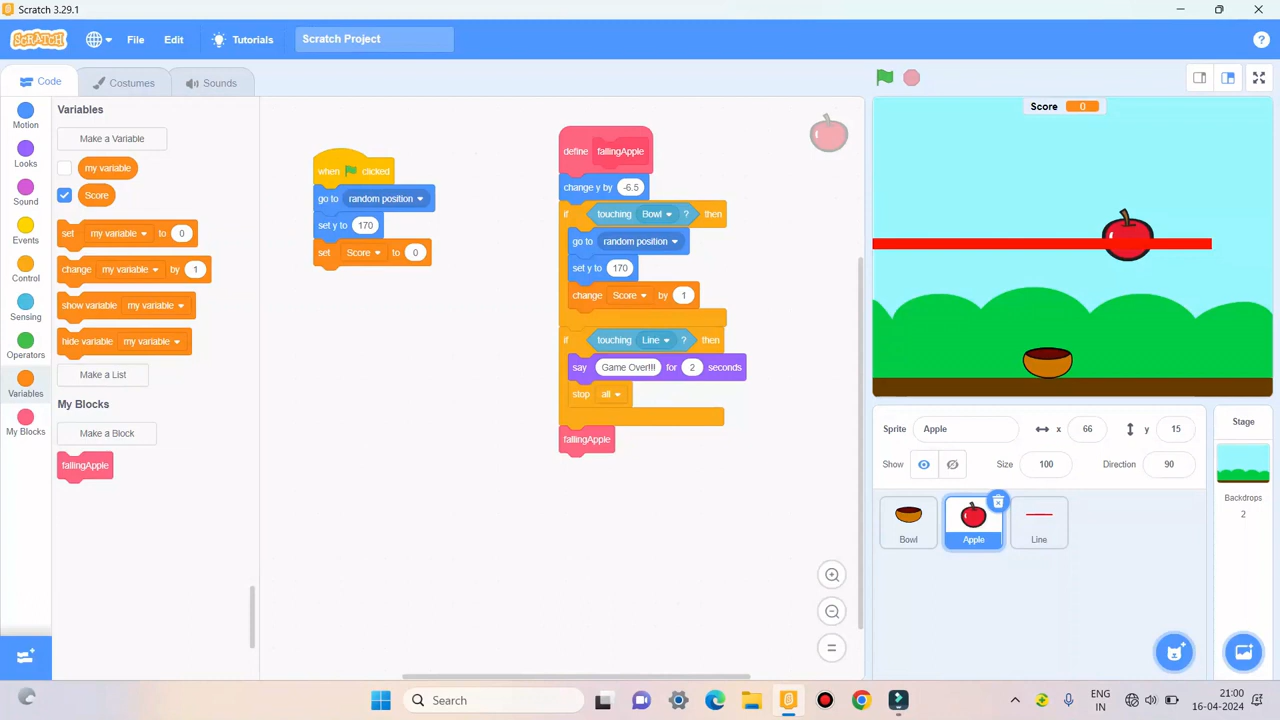 Scratch 3.29.1
SCRATCH File Edit Tutorials Scratch Project ?
Code Costumes Sounds
Motion
Looks
Sound
Events
Control
Sensing
Operators
Variables
My Blocks
Variables
Make a Variable
my variable
Score
set my variable to 0
change my variable by 1
show variable my variable
hide variable my variable
Make a List
My Blocks
Make a Block
fallingApple
when clicked
go to random position
set y to 170
set Score to 0
define fallingApple
change y by -6.5
if touching Bowl ? then
go to random position
set y to 170
change Score by 1
if touching Line ? then
say Game Over!!! for 2 seconds
stop all
fallingApple
Score 0
Sprite Apple x 66 y 15
Show Size 100 Direction 90
Bowl Apple Line
Stage
Backdrops
2
Search
ENG
IN
21:00
16-04-2024